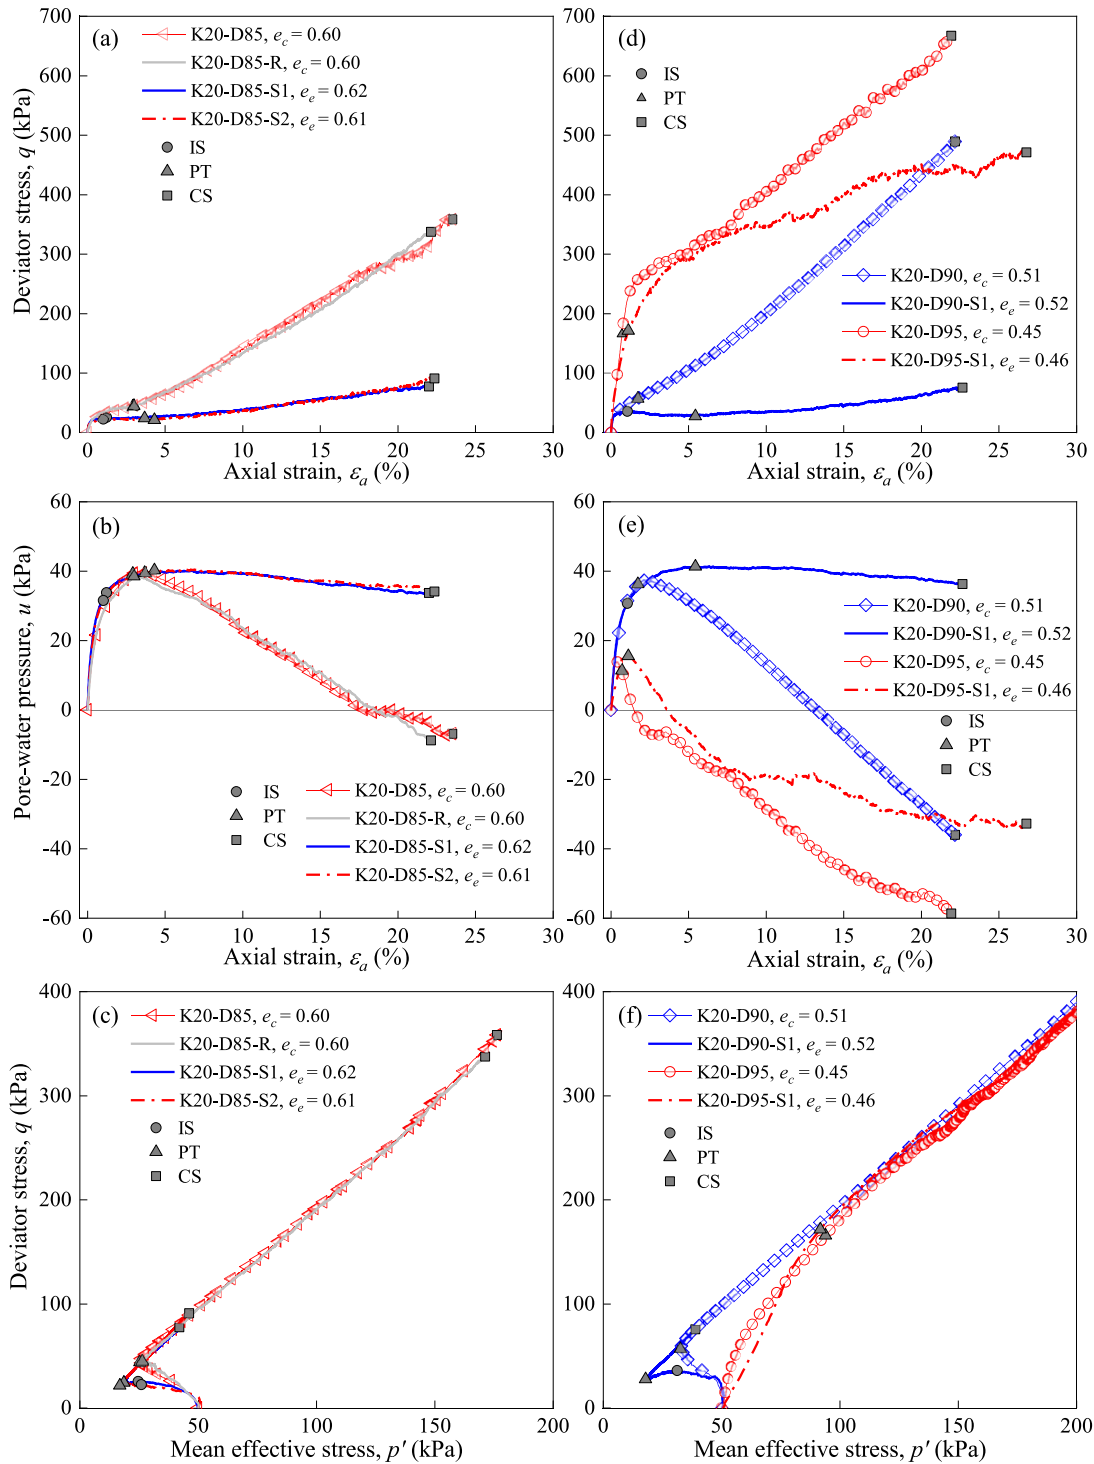 (a)
K20-D85, e_c = 0.60
K20-D85-R, e_c = 0.60
K20-D85-S1, e_e = 0.62
K20-D85-S2, e_e = 0.61
IS
PT
CS
700
600
500
400
300
200
100
0
Deviator stress, q (kPa)
0 5 10 15 20 25 30
Axial strain, ε_a (%)
(d)
IS
PT
CS
K20-D90, e_c = 0.51
K20-D90-S1, e_e = 0.52
K20-D95, e_c = 0.45
K20-D95-S1, e_e = 0.46
700
600
500
400
300
200
100
0
0 5 10 15 20 25 30
Axial strain, ε_a (%)
(b)
60
40
20
0
-20
-40
-60
Pore-water pressure, u (kPa)
IS
PT
CS
K20-D85, e_c = 0.60
K20-D85-R, e_c = 0.60
K20-D85-S1, e_e = 0.62
K20-D85-S2, e_e = 0.61
0 5 10 15 20 25 30
Axial strain, ε_a (%)
(e)
60
40
20
0
-20
-40
-60
K20-D90, e_c = 0.51
K20-D90-S1, e_e = 0.52
K20-D95, e_c = 0.45
K20-D95-S1, e_e = 0.46
IS
PT
CS
0 5 10 15 20 25 30
Axial strain, ε_a (%)
(c)
K20-D85, e_c = 0.60
K20-D85-R, e_c = 0.60
K20-D85-S1, e_e = 0.62
K20-D85-S2, e_e = 0.61
IS
PT
CS
400
300
200
100
0
Deviator stress, q (kPa)
0 50 100 150 200
Mean effective stress, p' (kPa)
(f)
K20-D90, e_c = 0.51
K20-D90-S1, e_e = 0.52
K20-D95, e_c = 0.45
K20-D95-S1, e_e = 0.46
IS
PT
CS
400
300
200
100
0
0 50 100 150 200
Mean effective stress, p' (kPa)